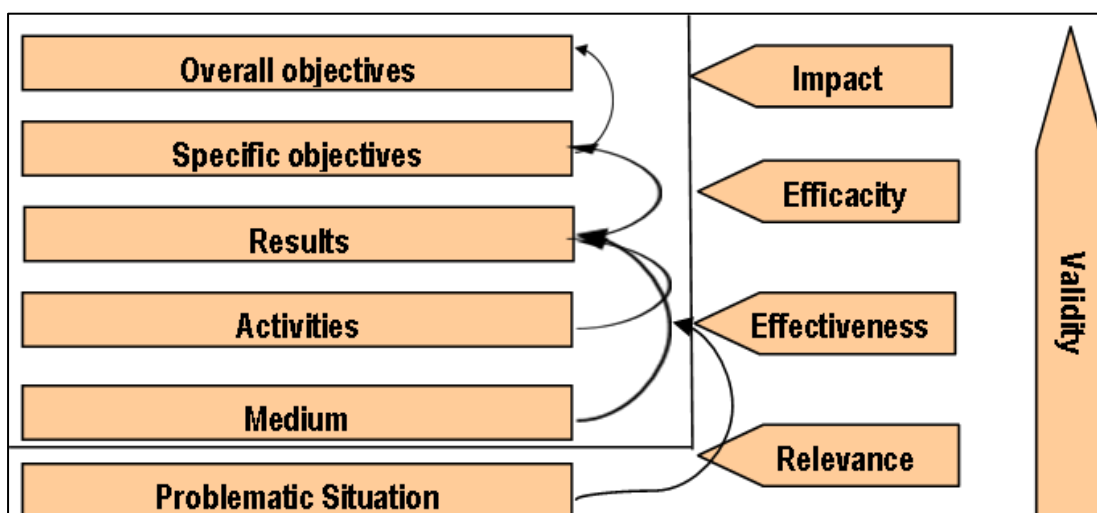 Overall objectives
Impact
Specific objectives
Efficacity
Results
Activities
Effectiveness
Medium
Relevance
Problematic Situation
Validity